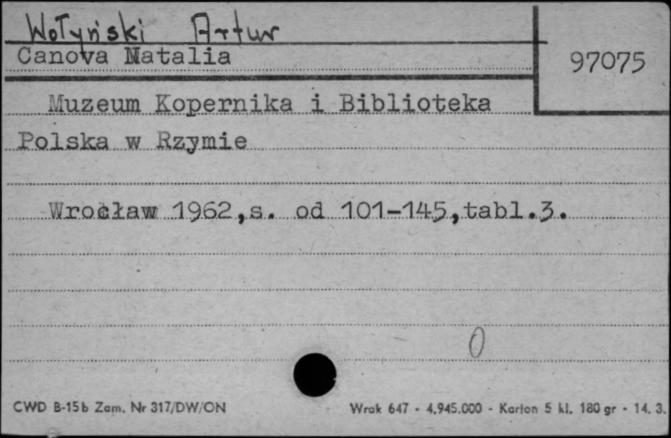 Wołyński Artur
Canova Natalia
97075
Muzeum Kopernika i Biblioteka
Polska w Rzymie
Wrocław 1962,s. od 101-145,tabl.3.
0
CWD B-15b Zam. Nr 317/DW/ON
Wrak 647 - 4.945.000 - Karton 5 kl. 180 gr - 14. 3.